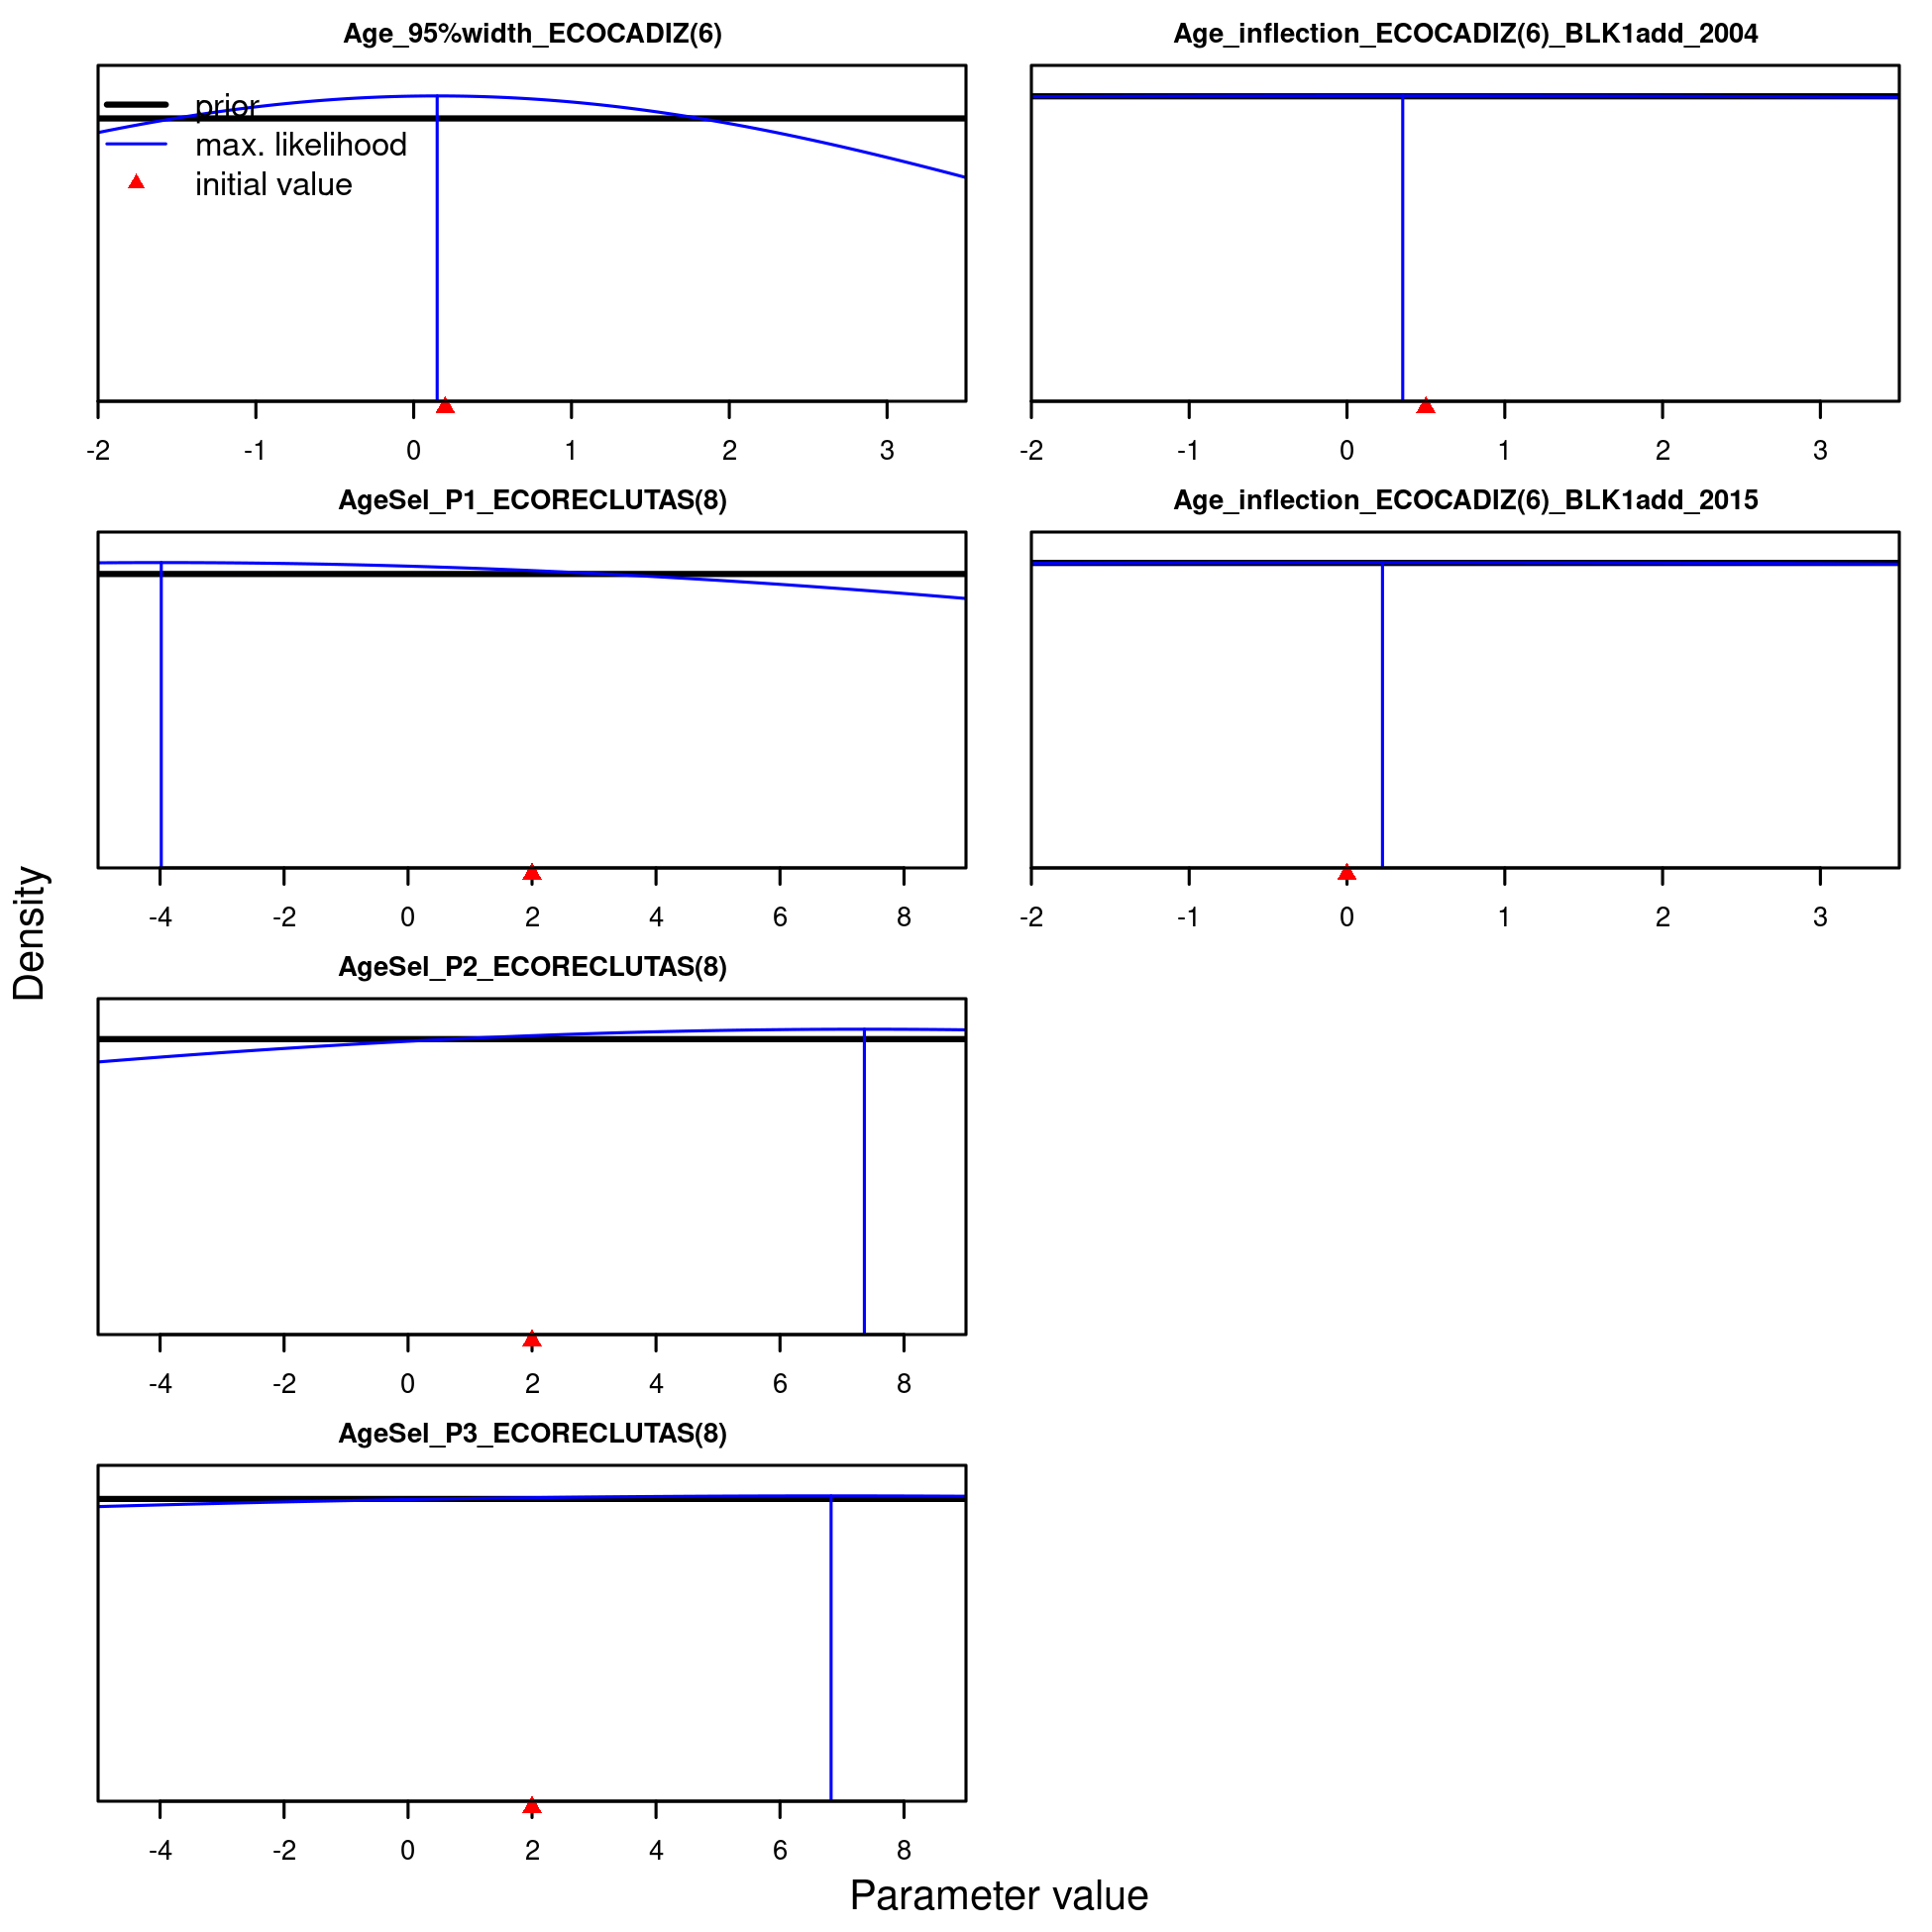 Age_95%width_ECOCADIZ(6)
prior
max. likelihood
initial value
-2 -1 0 1 2 3
Age_inflection_ECOCADIZ(6)_BLK1add_2004
-2 -1 0 1 2 3
AgeSel_P1_ECORECLUTAS(8)
-4 -2 0 2 4 6 8
Age_inflection_ECOCADIZ(6)_BLK1add_2015
-2 -1 0 1 2 3
AgeSel_P2_ECORECLUTAS(8)
-4 -2 0 2 4 6 8
AgeSel_P3_ECORECLUTAS(8)
-4 -2 0 2 4 6 8
Density
Parameter value